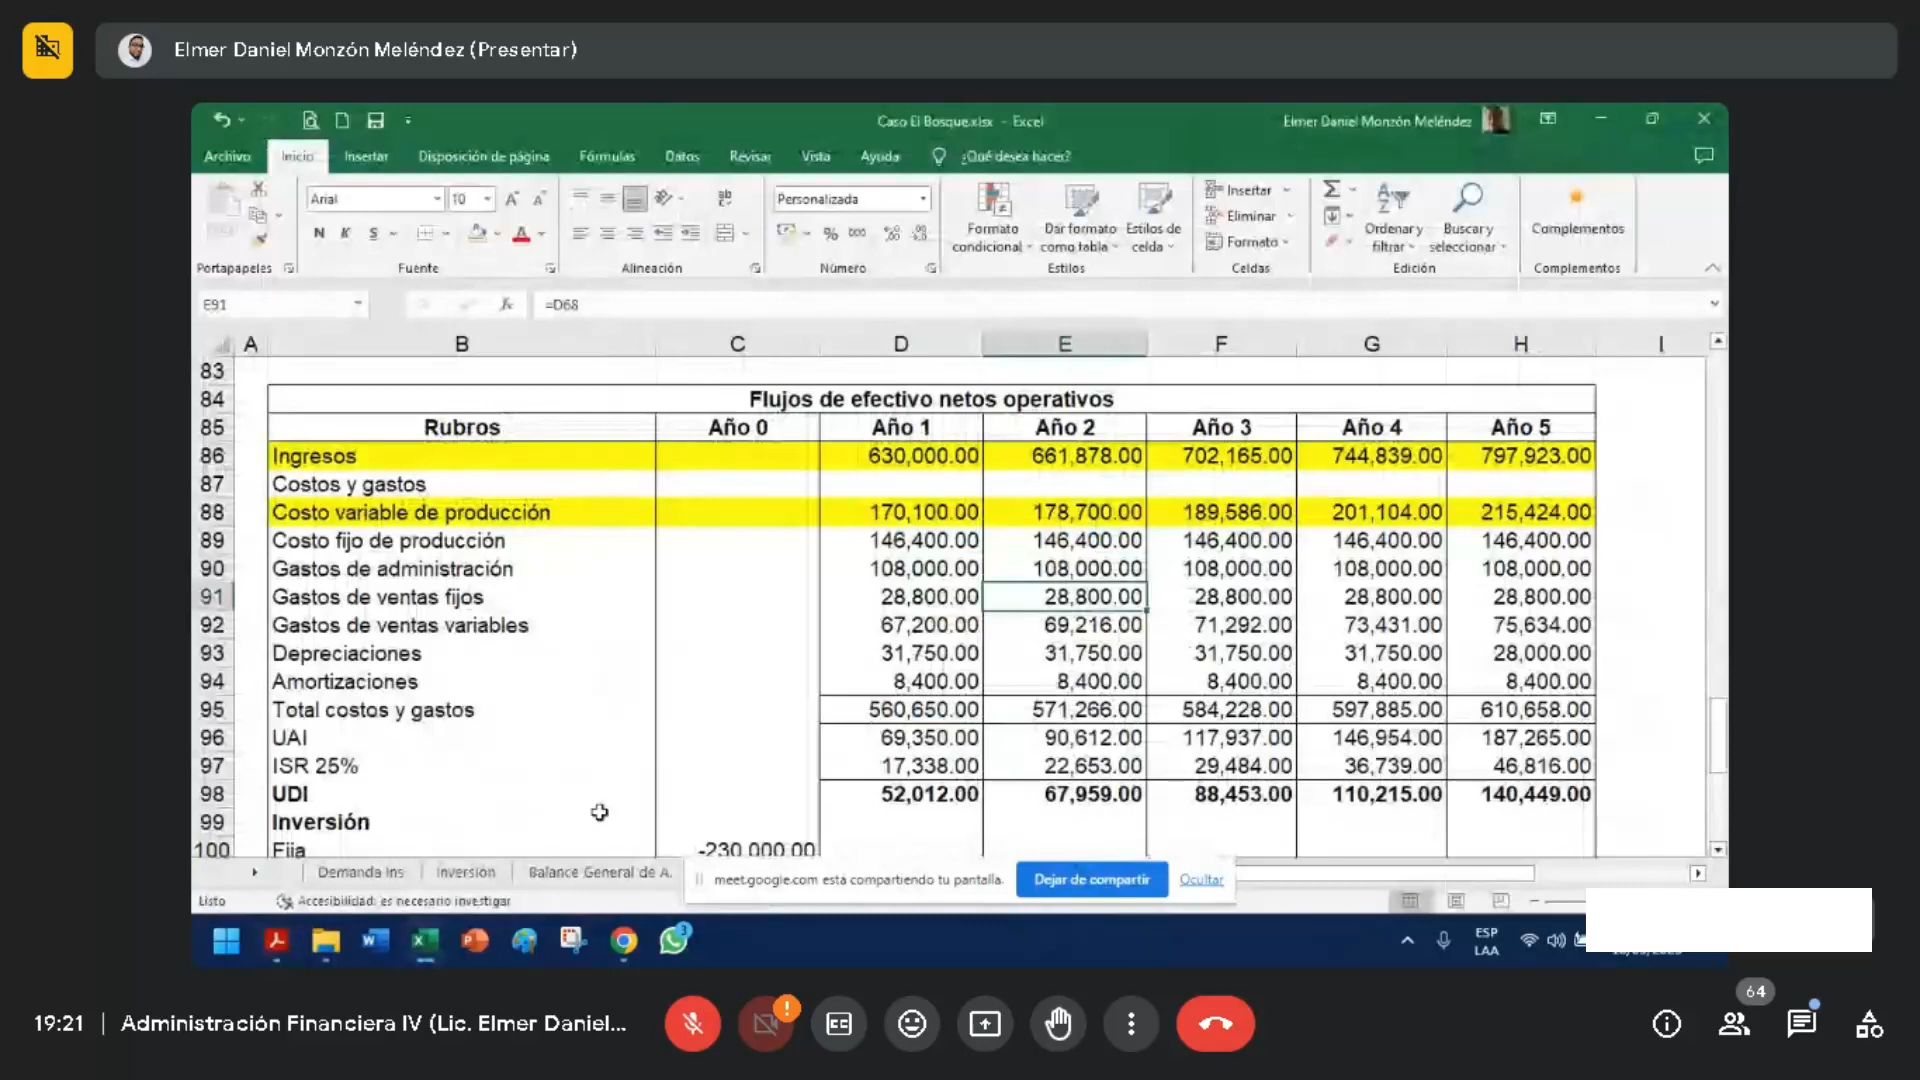 Elmer Daniel Monzón Meléndez (Presentar)
Caso El Bosque.xlsx - Excel
Elmer Daniel Monzón Meléndez
Archivo Inicio Insertar Disposición de página Fórmulas Datos Revisar Vista Ayuda ¿Qué desea hacer?
Arial 10
Personalizada
N K S
% 000
Formato condicional
Dar formato como tabla
Estilos de celda
Insertar
Eliminar
Formato
Ordenar y filtrar
Buscar y seleccionar
Complementos
Portapapeles Fuente Alineación Número Estilos Celdas Edición Complementos
E91 fx =D68
A B C D E F G H I
83
84 Flujos de efectivo netos operativos
85 Rubros Año 0 Año 1 Año 2 Año 3 Año 4 Año 5
86 Ingresos 630,000.00 661,878.00 702,165.00 744,839.00 797,923.00
87 Costos y gastos
88 Costo variable de producción 170,100.00 178,700.00 189,586.00 201,104.00 215,424.00
89 Costo fijo de producción 146,400.00 146,400.00 146,400.00 146,400.00 146,400.00
90 Gastos de administración 108,000.00 108,000.00 108,000.00 108,000.00 108,000.00
91 Gastos de ventas fijos 28,800.00 28,800.00 28,800.00 28,800.00 28,800.00
92 Gastos de ventas variables 67,200.00 69,216.00 71,292.00 73,431.00 75,634.00
93 Depreciaciones 31,750.00 31,750.00 31,750.00 31,750.00 28,000.00
94 Amortizaciones 8,400.00 8,400.00 8,400.00 8,400.00 8,400.00
95 Total costos y gastos 560,650.00 571,266.00 584,228.00 597,885.00 610,658.00
96 UAI 69,350.00 90,612.00 117,937.00 146,954.00 187,265.00
97 ISR 25% 17,338.00 22,653.00 29,484.00 36,739.00 46,816.00
98 UDI 52,012.00 67,959.00 88,453.00 110,215.00 140,449.00
99 Inversión
100 Fija -230,000.00
Demanda Ins Inversión Balance General de A.
meet.google.com está compartiendo tu pantalla. Dejar de compartir Ocultar
Listo Accesibilidad: es necesario investigar
3
ESP
LAA
19:21 | Administración Financiera IV (Lic. Elmer Daniel...
64